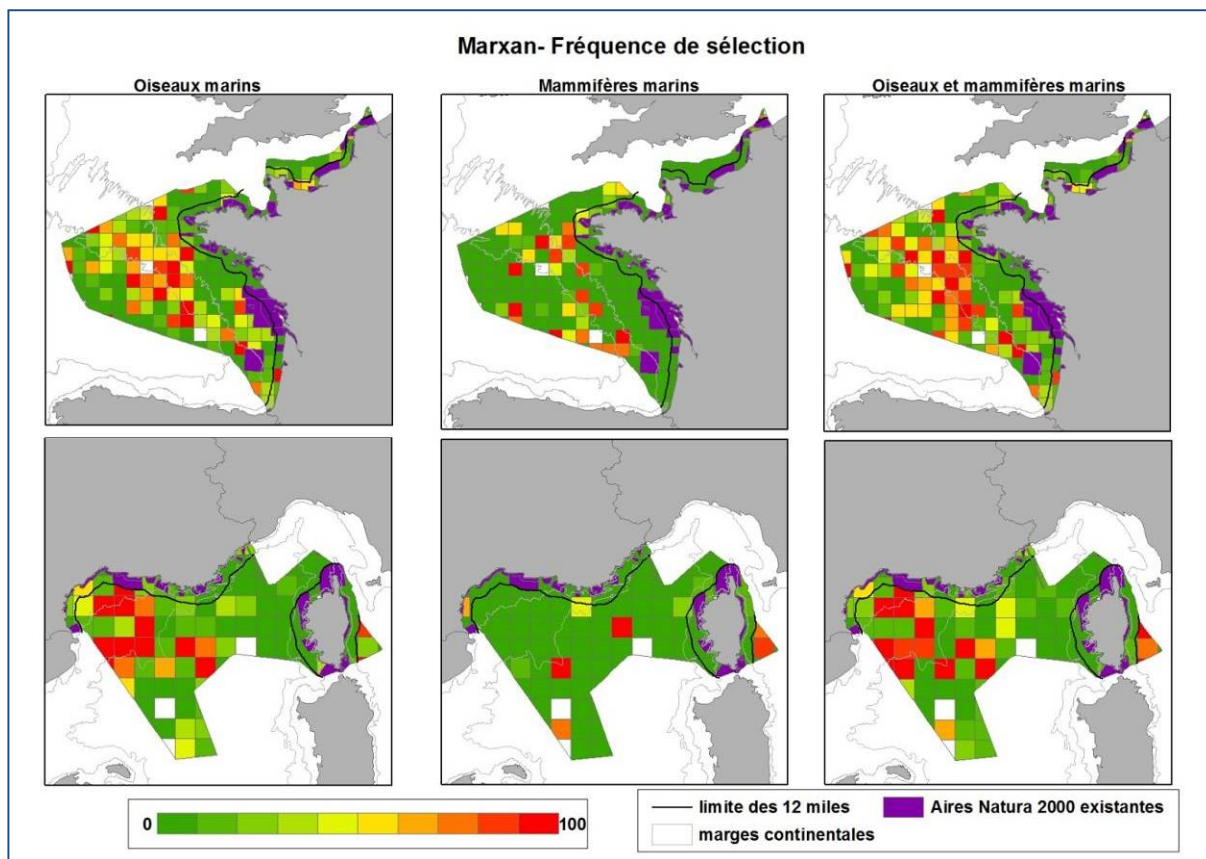 Marxan- Fréquence de sélection
Oiseaux marins
Mammifères marins
Oiseaux et mammifères marins
0
100
limite des 12 miles
Aires Natura 2000 existantes
marges continentales